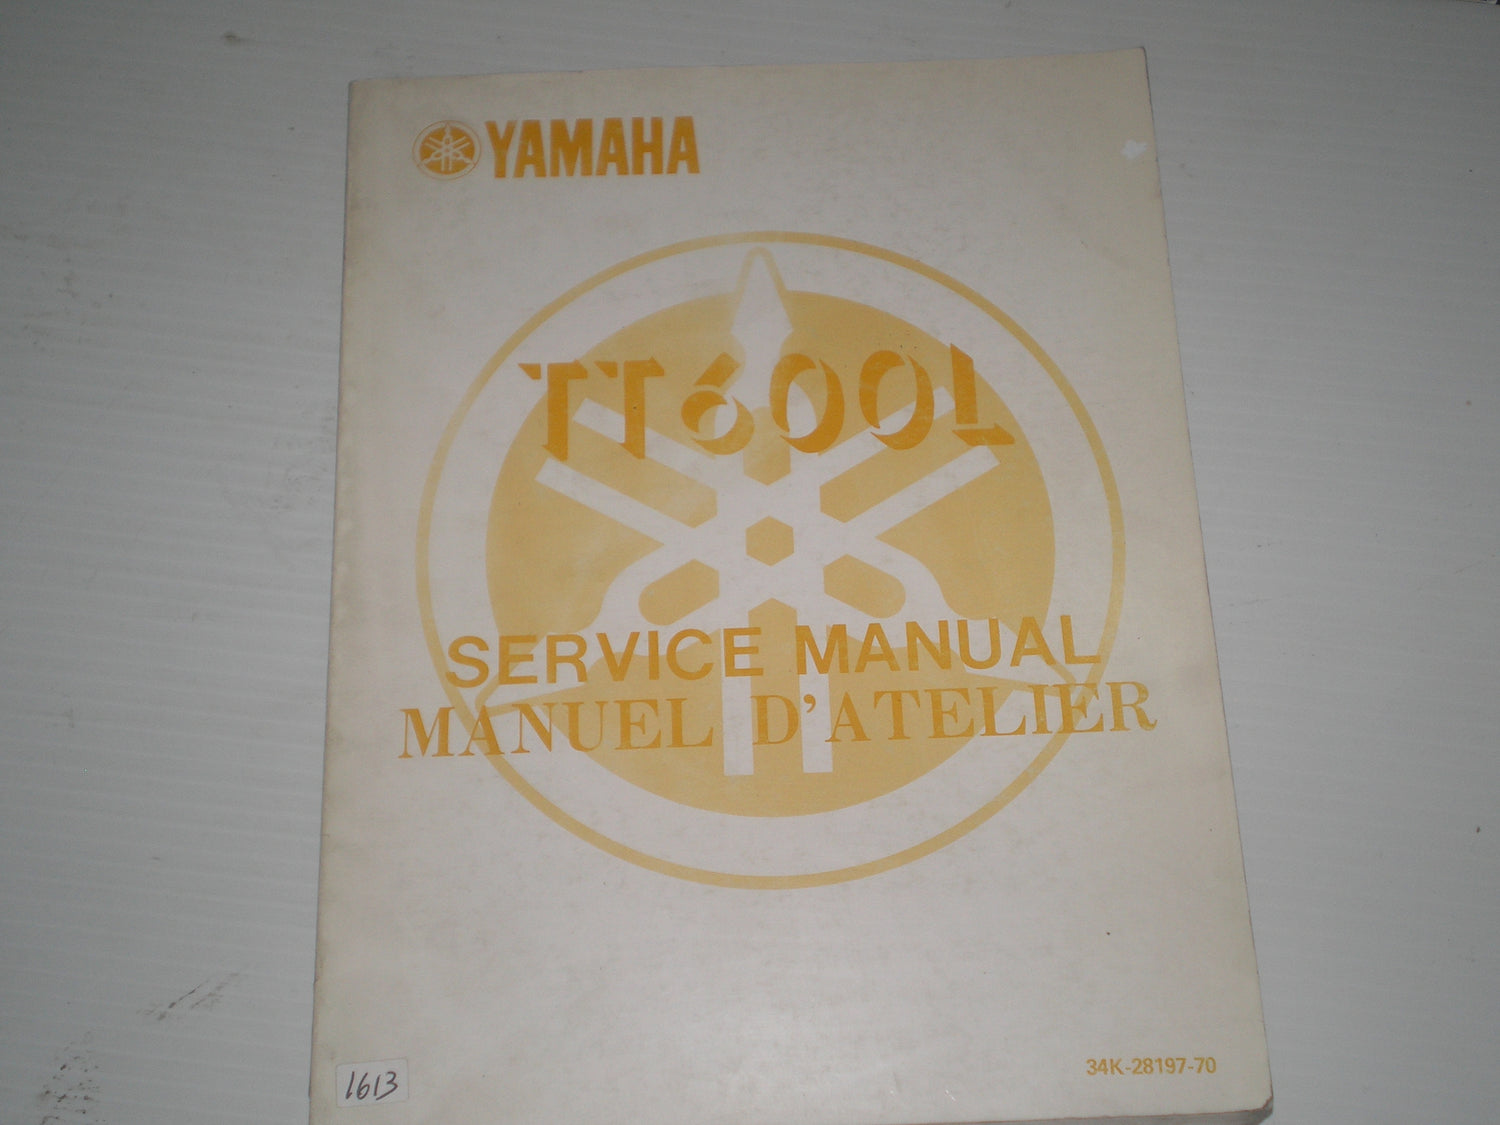 YAMAHA
TT600L
SERVICE MANUAL
MANUEL D'ATELIER
34K-28197-70
1613